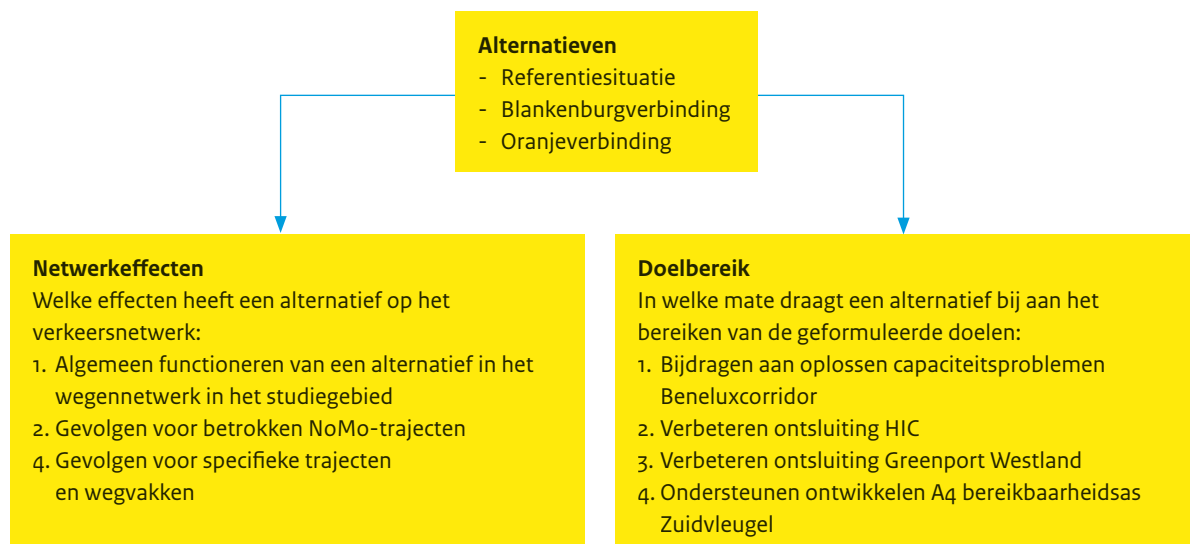 Alternatieven
- Referentiesituatie
- Blankenburgverbinding
- Oranjeverbinding
Netwerkeffecten
Welke effecten heeft een alternatief op het
verkeersnetwerk:
1. Algemeen functioneren van een alternatief in het
wegennetwerk in het studiegebied
2. Gevolgen voor betrokken NoMo-trajecten
4. Gevolgen voor specifieke trajecten
en wegvakken
Doelbereik
In welke mate draagt een alternatief bij aan het
bereiken van de geformuleerde doelen:
1. Bijdragen aan oplossen capaciteitsproblemen
Beneluxcorridor
2. Verbeteren ontsluiting HIC
3. Verbeteren ontsluiting Greenport Westland
4. Ondersteunen ontwikkelen A4 bereikbaarheidsas
Zuidvleugel